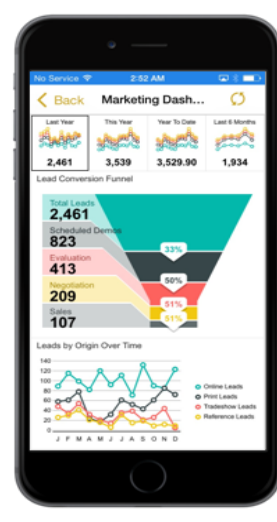 No Service 2:52 AM
Back Marketing Dash...
Last Year This Year Year To Date Last 6 Months
2,461 3,539 3,529.90 1,934
Lead Conversion Funnel
Total Leads
2,461
Scheduled Demos
823
33%
Evaluation
413
50%
Negotiation
209
51%
Sales
107
51%
Leads by Origin Over Time
140
120
100
80
60
40
20
0
J F M A M J J A S O N D
Online Leads
Print Leads
Tradeshow Leads
Reference Leads